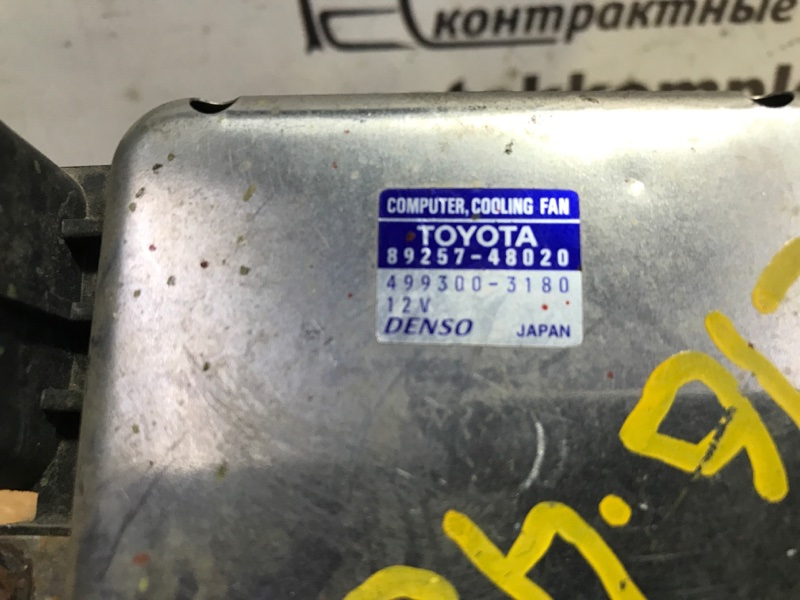 контрактные
COMPUTER, COOLING FAN
TOYOTA
89257-48020
499300-3180
12V
DENSO JAPAN